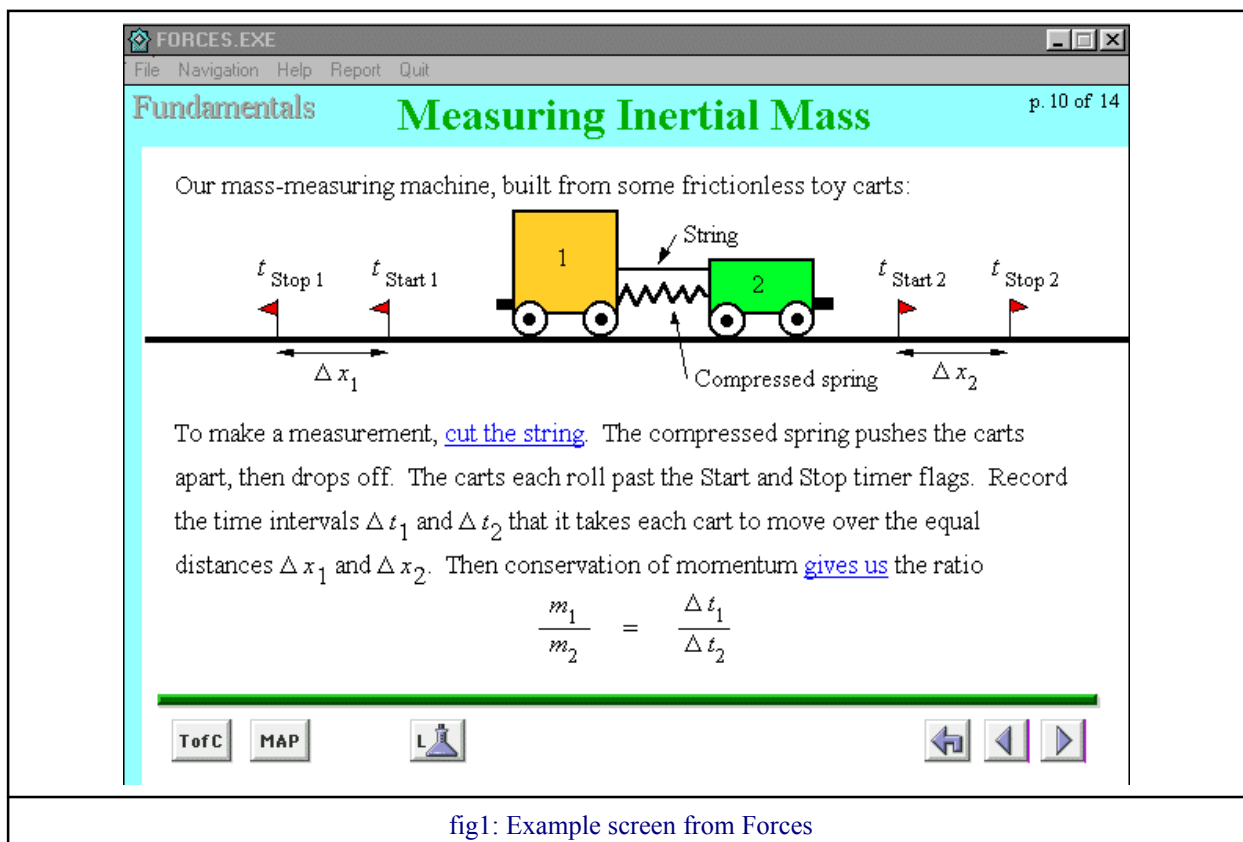 FORCES.EXE
File Navigation Help Report Quit
Fundamentals
Measuring Inertial Mass
p. 10 of 14
Our mass-measuring machine, built from some frictionless toy carts:
t Stop 1
t Start 1
1
String
2
t Start 2
t Stop 2
Δ x1
Compressed spring
Δ x2
To make a measurement, cut the string. The compressed spring pushes the carts
apart, then drops off. The carts each roll past the Start and Stop timer flags. Record
the time intervals Δ t1 and Δ t2 that it takes each cart to move over the equal
distances Δ x1 and Δ x2. Then conservation of momentum gives us the ratio
m1 / m2 = Δ t1 / Δ t2
TofC MAP L
fig1: Example screen from Forces